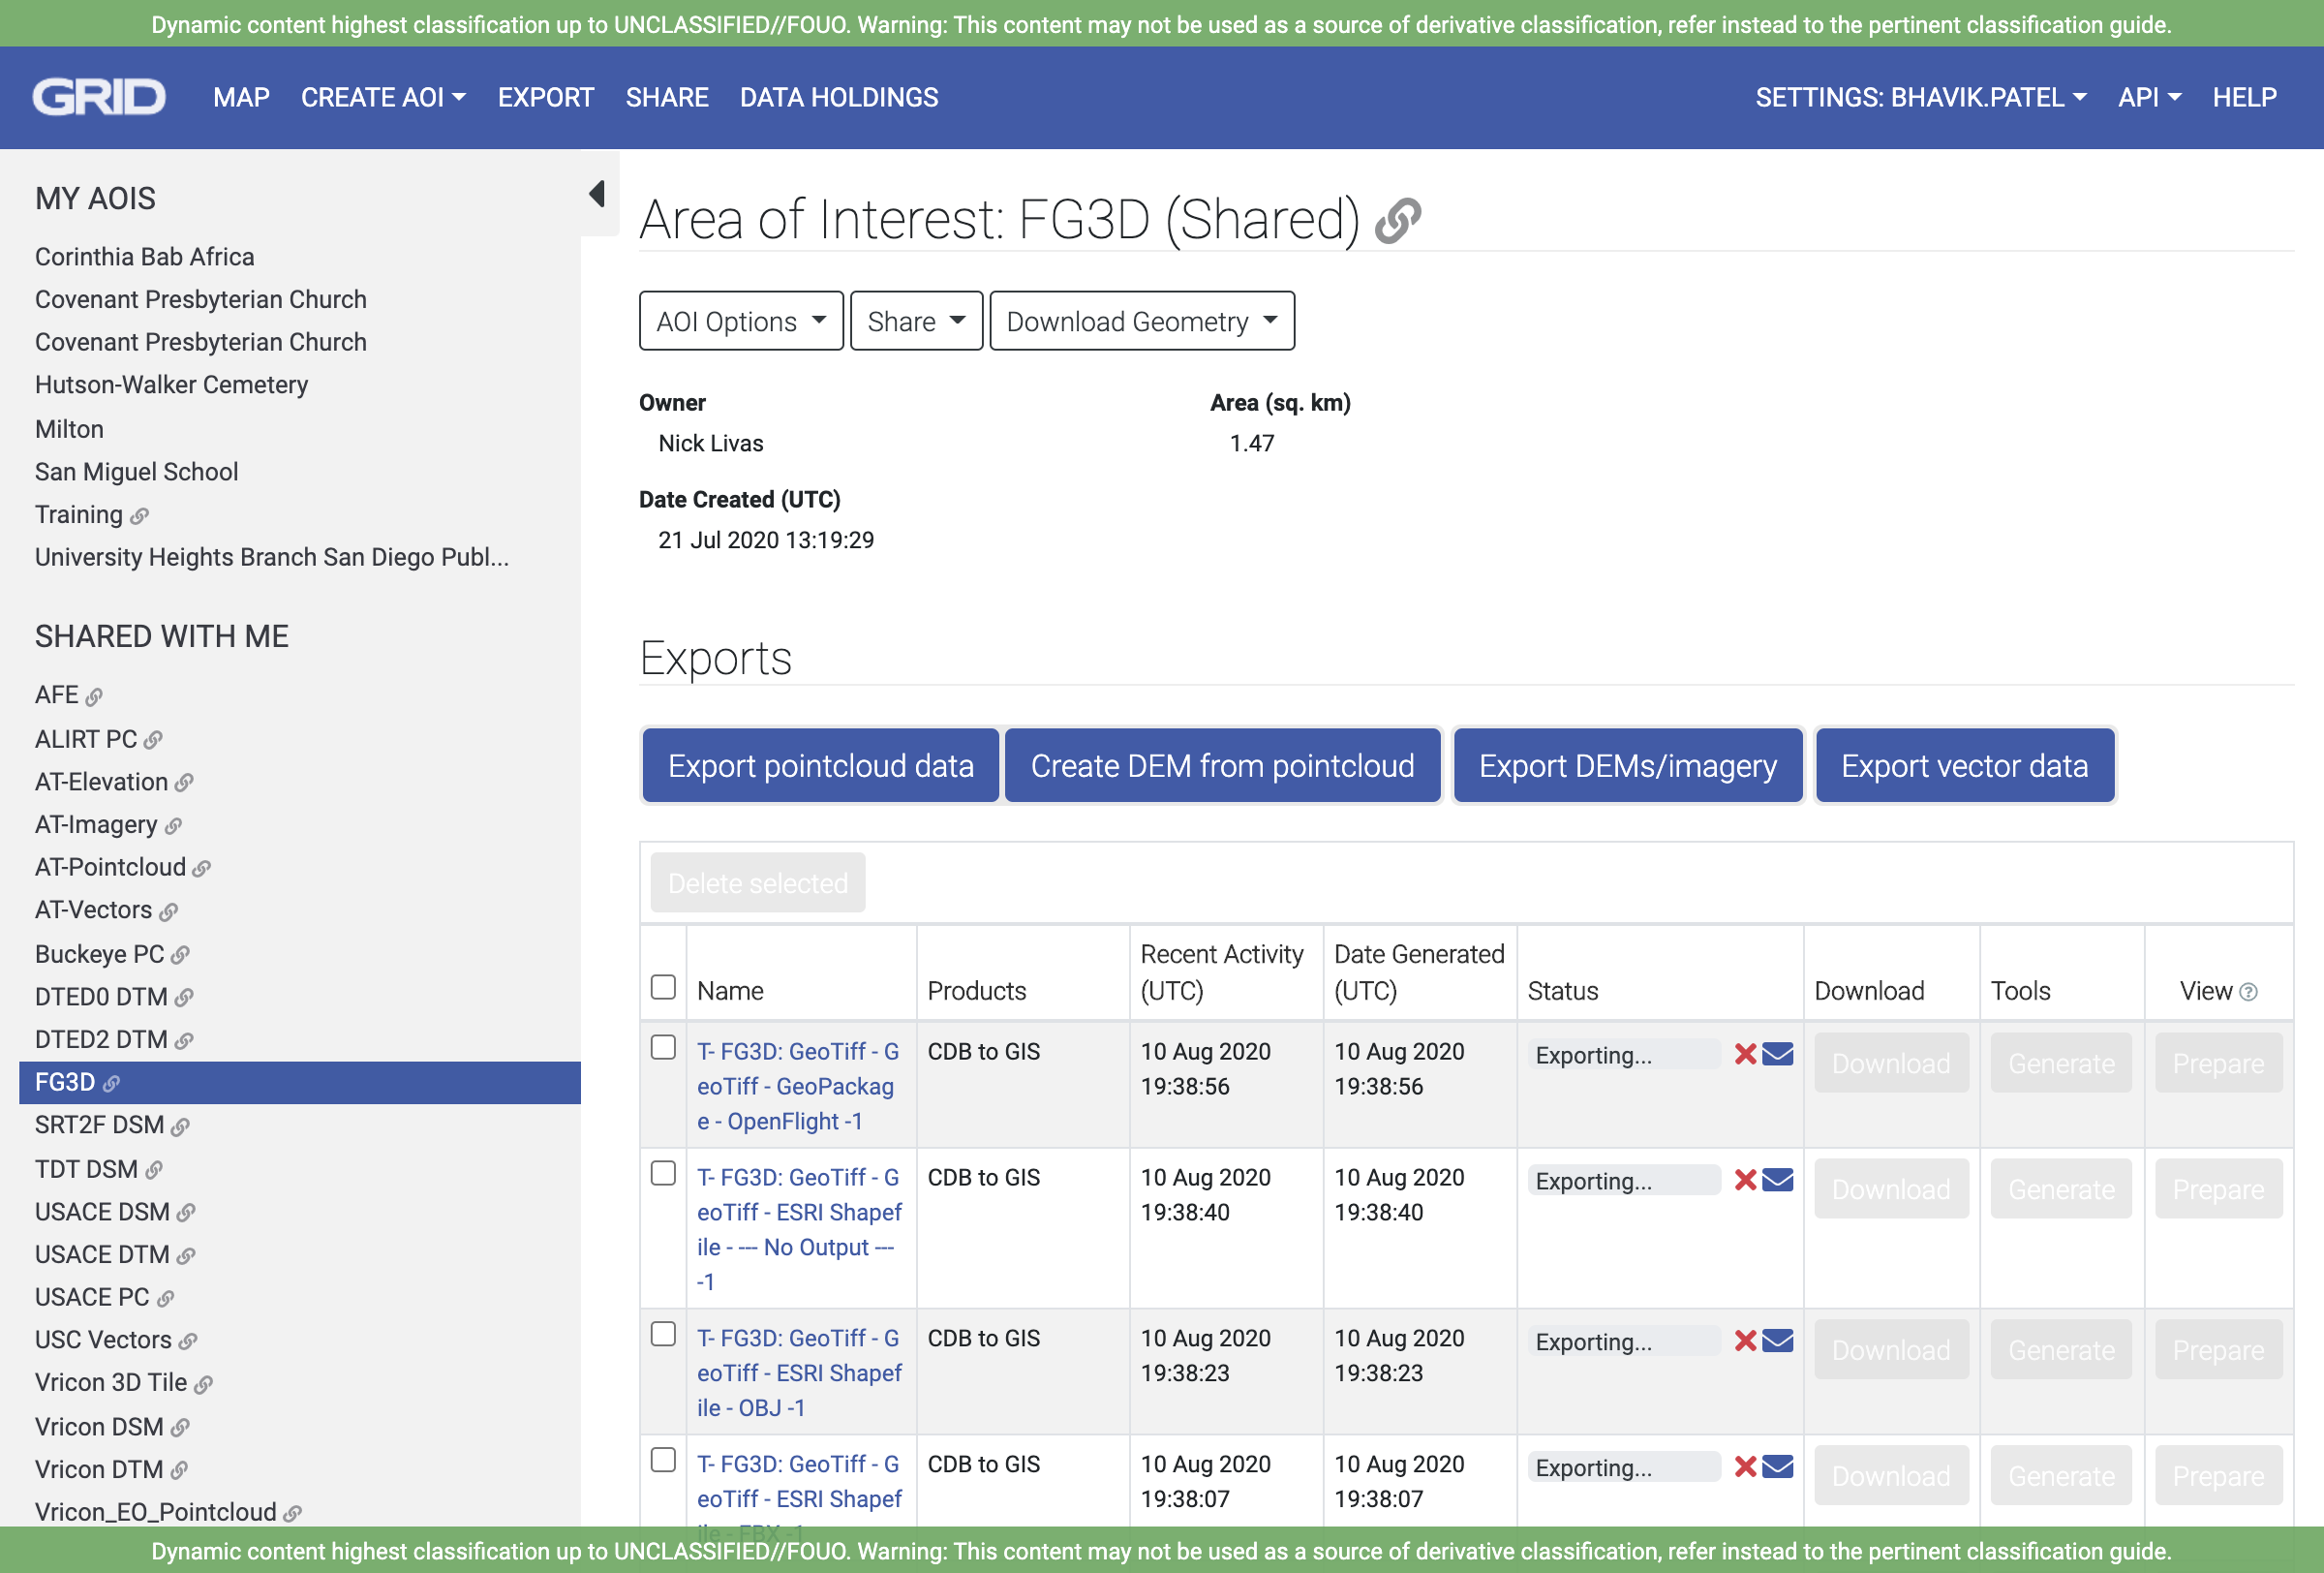 Dynamic content highest classification up to UNCLASSIFIED//FOUO. Warning: This content may not be used as a source of derivative classification, refer instead to the pertinent classification guide.
GRID MAP CREATE AOI EXPORT SHARE DATA HOLDINGS SETTINGS: BHAVIK.PATEL API HELP
MY AOIS
Corinthia Bab Africa
Covenant Presbyterian Church
Covenant Presbyterian Church
Hutson-Walker Cemetery
Milton
San Miguel School
Training
University Heights Branch San Diego Publ...
SHARED WITH ME
AFE
ALIRT PC
AT-Elevation
AT-Imagery
AT-Pointcloud
AT-Vectors
Buckeye PC
DTED0 DTM
DTED2 DTM
FG3D
SRT2F DSM
TDT DSM
USACE DSM
USACE DTM
USACE PC
USC Vectors
Vricon 3D Tile
Vricon DSM
Vricon DTM
Vricon_EO_Pointcloud
Area of Interest: FG3D (Shared)
AOI Options Share Download Geometry
Owner
Nick Livas
Area (sq. km)
1.47
Date Created (UTC)
21 Jul 2020 13:19:29
Exports
Export pointcloud data Create DEM from pointcloud Export DEMs/imagery Export vector data
Delete selected
Name
Products
Recent Activity
(UTC)
Date Generated
(UTC)
Status
Download
Tools
View
T- FG3D: GeoTiff - G
eoTiff - GeoPackag
e - OpenFlight -1
CDB to GIS
10 Aug 2020
19:38:56
10 Aug 2020
19:38:56
Exporting...
Download
Generate
Prepare
T- FG3D: GeoTiff - G
eoTiff - ESRI Shapef
ile - --- No Output ---
-1
CDB to GIS
10 Aug 2020
19:38:40
10 Aug 2020
19:38:40
Exporting...
Download
Generate
Prepare
T- FG3D: GeoTiff - G
eoTiff - ESRI Shapef
ile - OBJ -1
CDB to GIS
10 Aug 2020
19:38:23
10 Aug 2020
19:38:23
Exporting...
Download
Generate
Prepare
T- FG3D: GeoTiff - G
eoTiff - ESRI Shapef
ile - FBX -1
CDB to GIS
10 Aug 2020
19:38:07
10 Aug 2020
19:38:07
Exporting...
Download
Generate
Prepare
Dynamic content highest classification up to UNCLASSIFIED//FOUO. Warning: This content may not be used as a source of derivative classification, refer instead to the pertinent classification guide.